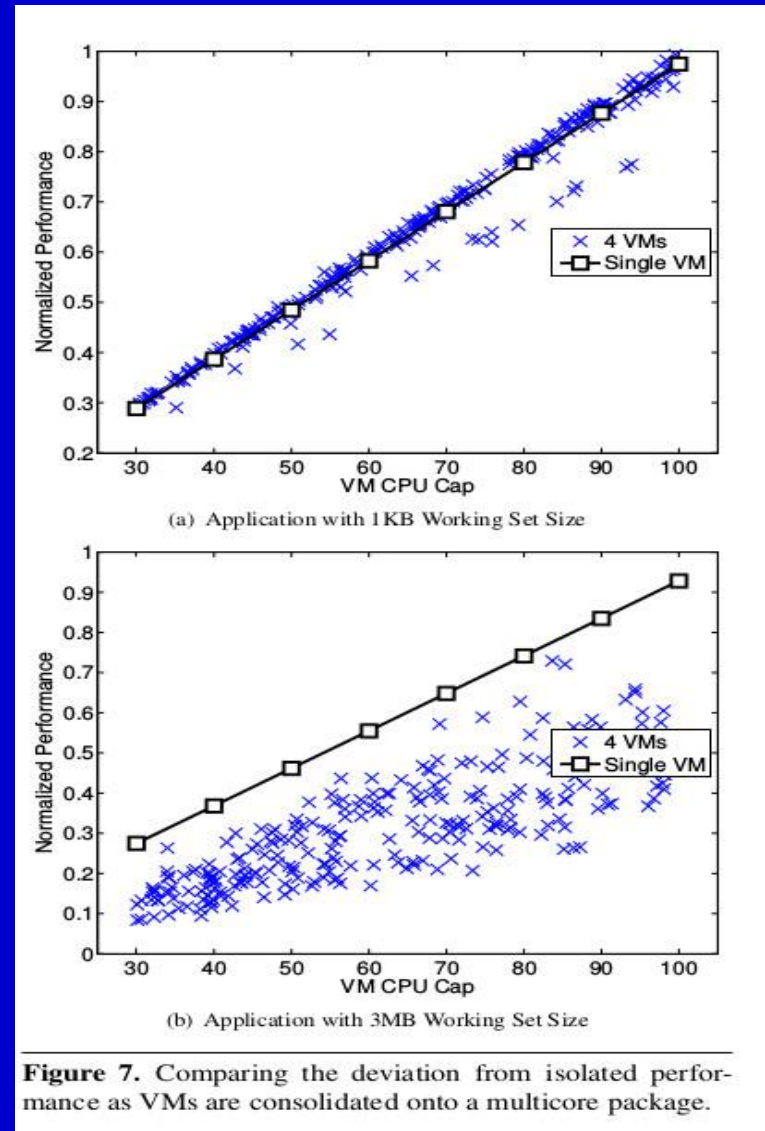 1
0.9
0.8
0.7
0.6
0.5
0.4
0.3
0.2
Normalized Performance
4 VMs
Single VM
30 40 50 60 70 80 90 100
VM CPU Cap
(a) Application with 1KB Working Set Size
1
0.9
0.8
0.7
0.6
0.5
0.4
0.3
0.2
0.1
0
Normalized Performance
4 VMs
Single VM
30 40 50 60 70 80 90 100
VM CPU Cap
(b) Application with 3MB Working Set Size
Figure 7. Comparing the deviation from isolated perfor-
mance as VMs are consolidated onto a multicore package.